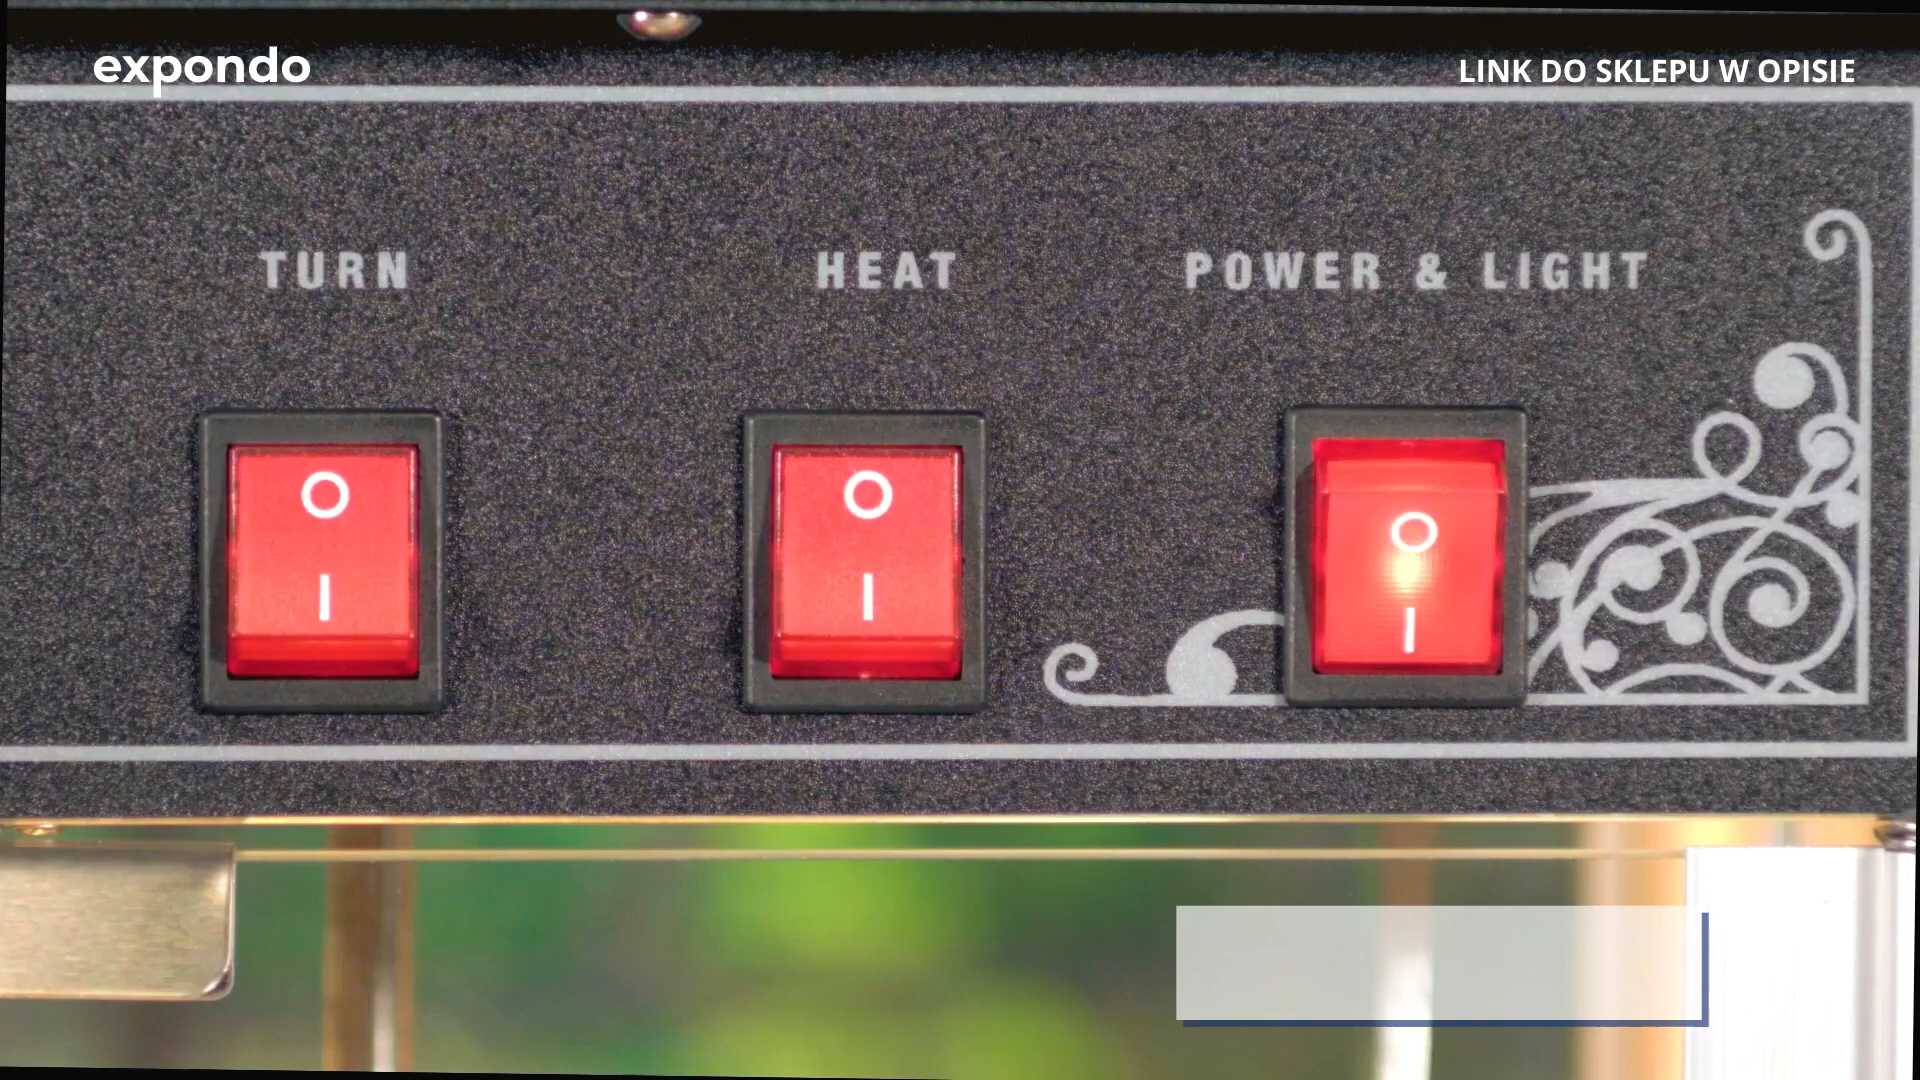 expondo
LINK DO SKLEPU W OPISIE
TURN
HEAT
POWER & LIGHT
O
I
O
I
O
I